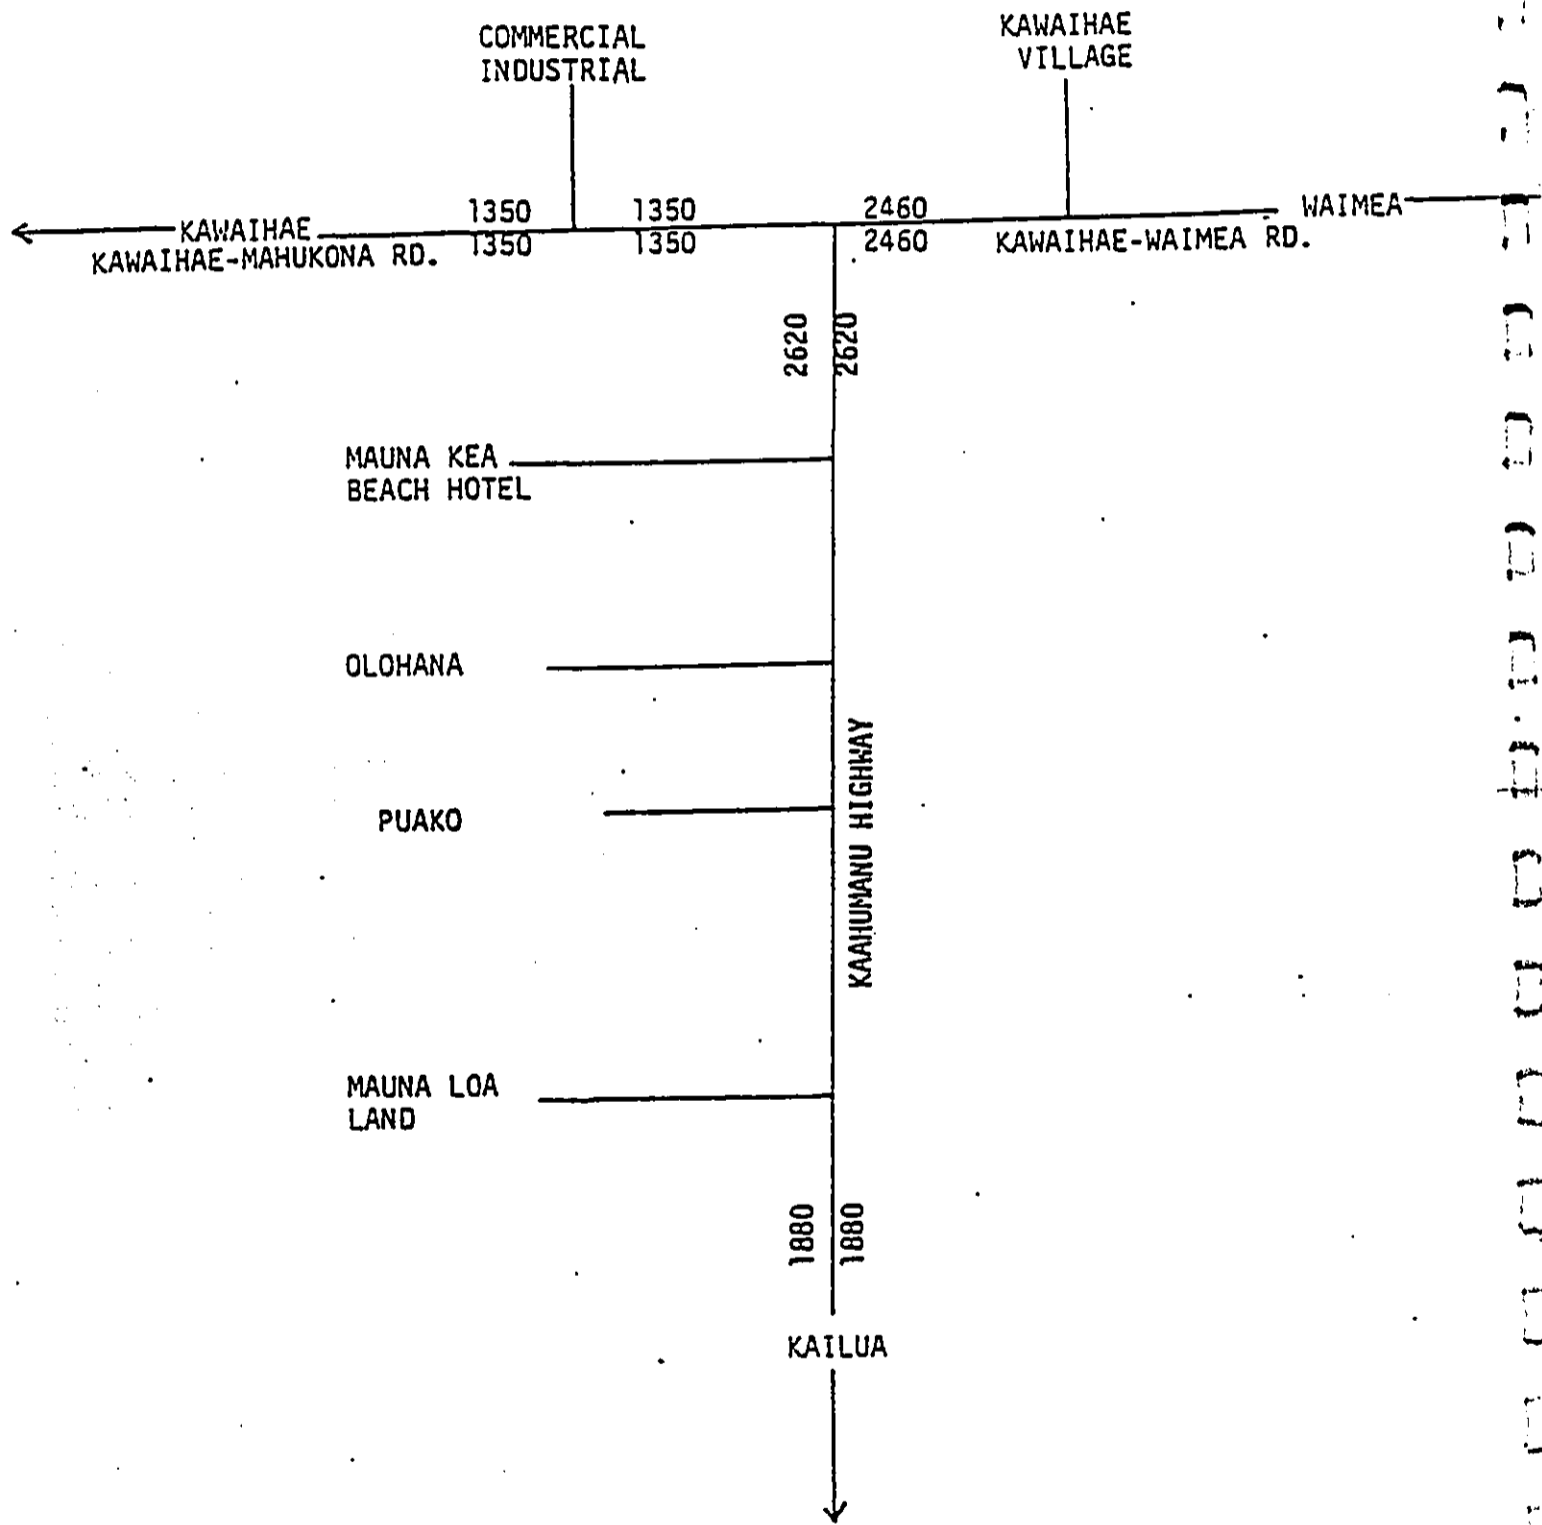 COMMERCIAL
INDUSTRIAL
KAWAIHAE
VILLAGE
1350 1350 2460 WAIMEA
KAWAIHAE
1350 1350 2460
KAWAIHAE-MAHUKONA RD.
KAWAIHAE-WAIMEA RD.
2620
2620
MAUNA KEA
BEACH HOTEL
OLOHANA
KAAHUMANU HIGHWAY
PUAKO
MAUNA LOA
LAND
1880
1880
KAILUA